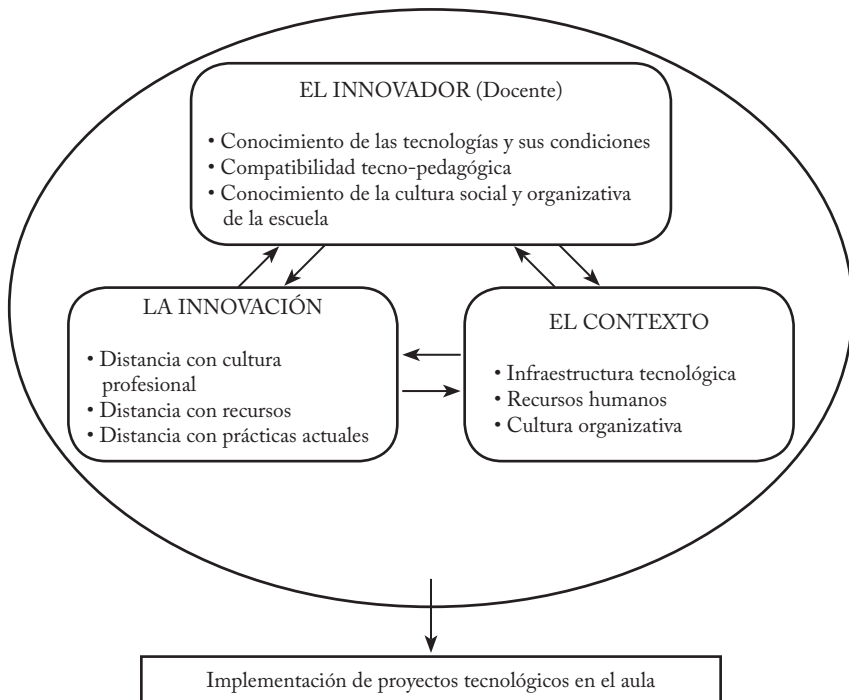 EL INNOVADOR (Docente)
• Conocimiento de las tecnologías y sus condiciones
• Compatibilidad tecno-pedagógica
• Conocimiento de la cultura social y organizativa
de la escuela
LA INNOVACIÓN
• Distancia con cultura
profesional
• Distancia con recursos
• Distancia con prácticas actuales
EL CONTEXTO
• Infraestructura tecnológica
• Recursos humanos
• Cultura organizativa
Implementación de proyectos tecnológicos en el aula